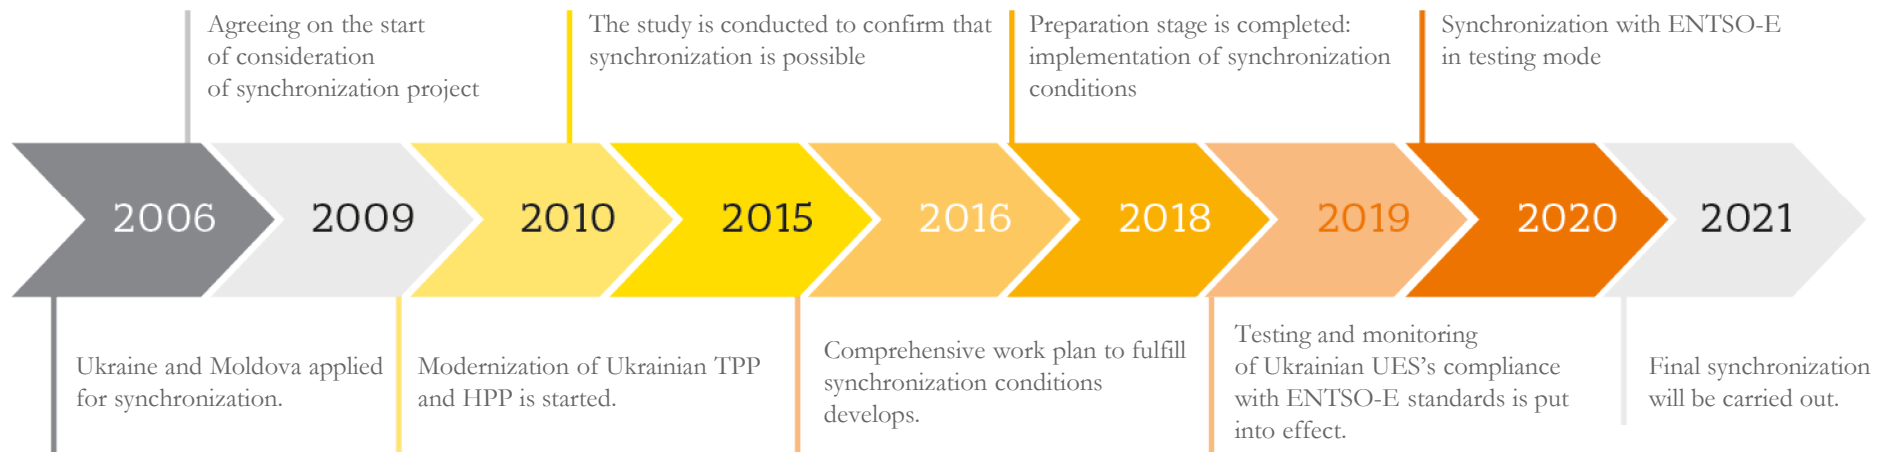 Agreeing on the start
of consideration
of synchronization project
The study is conducted to confirm that
synchronization is possible
Preparation stage is completed:
implementation of synchronization
conditions
Synchronization with ENTSO-E
in testing mode
2006
2009
2010
2015
2016
2018
2019
2020
2021
Ukraine and Moldova applied
for synchronization.
Modernization of Ukrainian TPP
and HPP is started.
Comprehensive work plan to fulfill
synchronization conditions
develops.
Testing and monitoring
of Ukrainian UES’s compliance
with ENTSO-E standards is put
into effect.
Final synchronization
will be carried out.